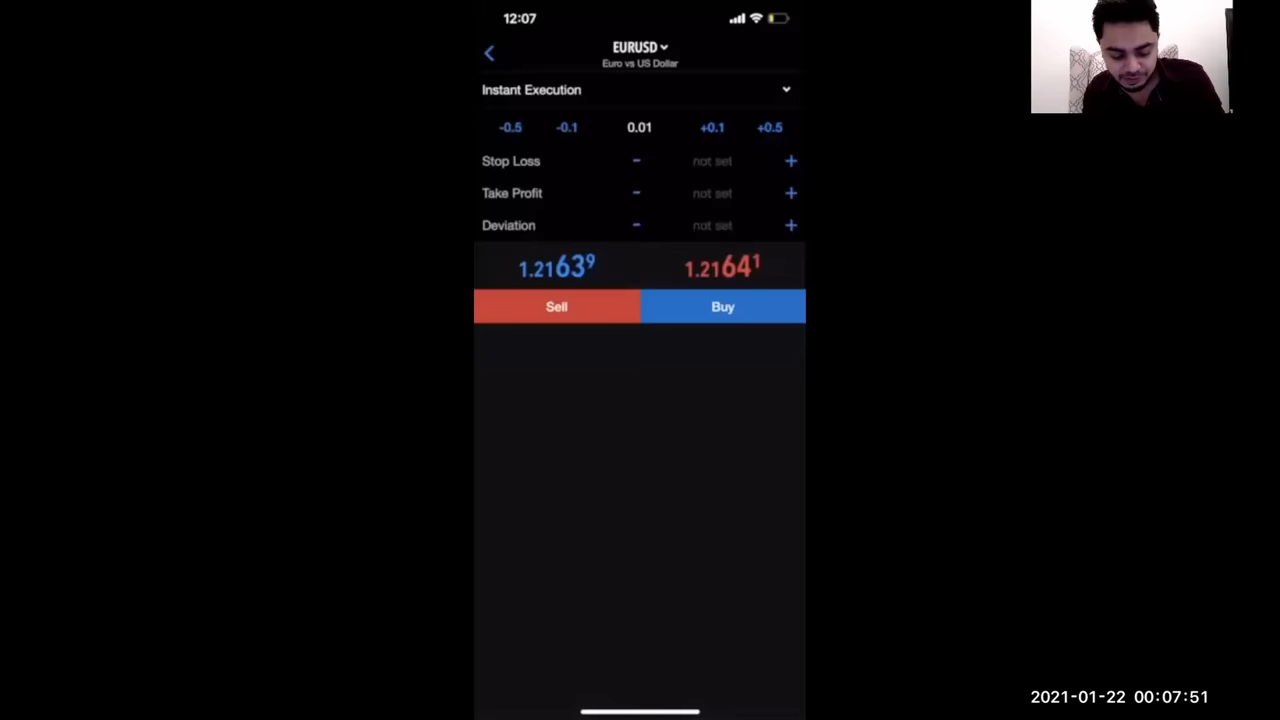 12:07
EURUSD
Euro vs US Dollar
Instant Execution
-0.5 -0.1 0.01 +0.1 +0.5
Stop Loss - not set +
Take Profit - not set +
Deviation - not set +
1.21639 1.21641
Sell Buy
2021-01-22 00:07:51